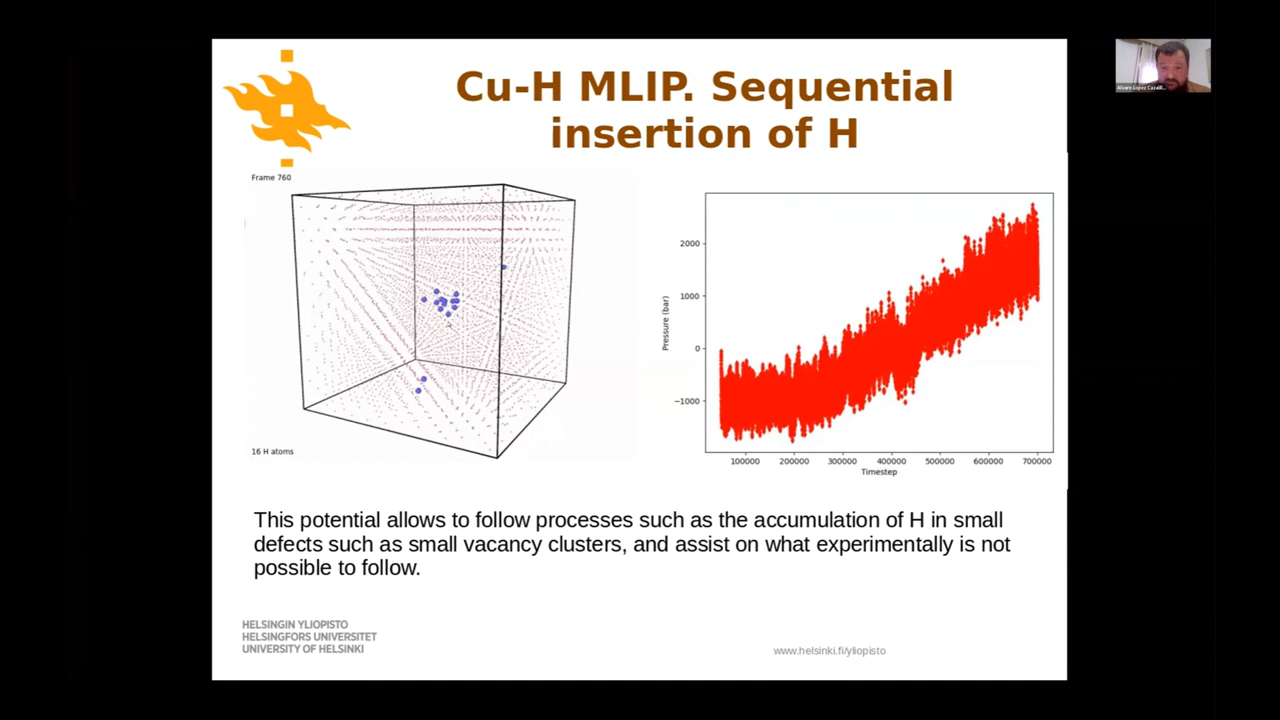 Cu-H MLIP. Sequential
insertion of H
Frame 760
16 H atoms
Pressure (bar)
2000
1000
0
−1000
100000 200000 300000 400000 500000 600000 700000
Timestep
This potential allows to follow processes such as the accumulation of H in small
defects such as small vacancy clusters, and assist on what experimentally is not
possible to follow.
HELSINGIN YLIOPISTO
HELSINGFORS UNIVERSITET
UNIVERSITY OF HELSINKI
www.helsinki.fi/yliopisto